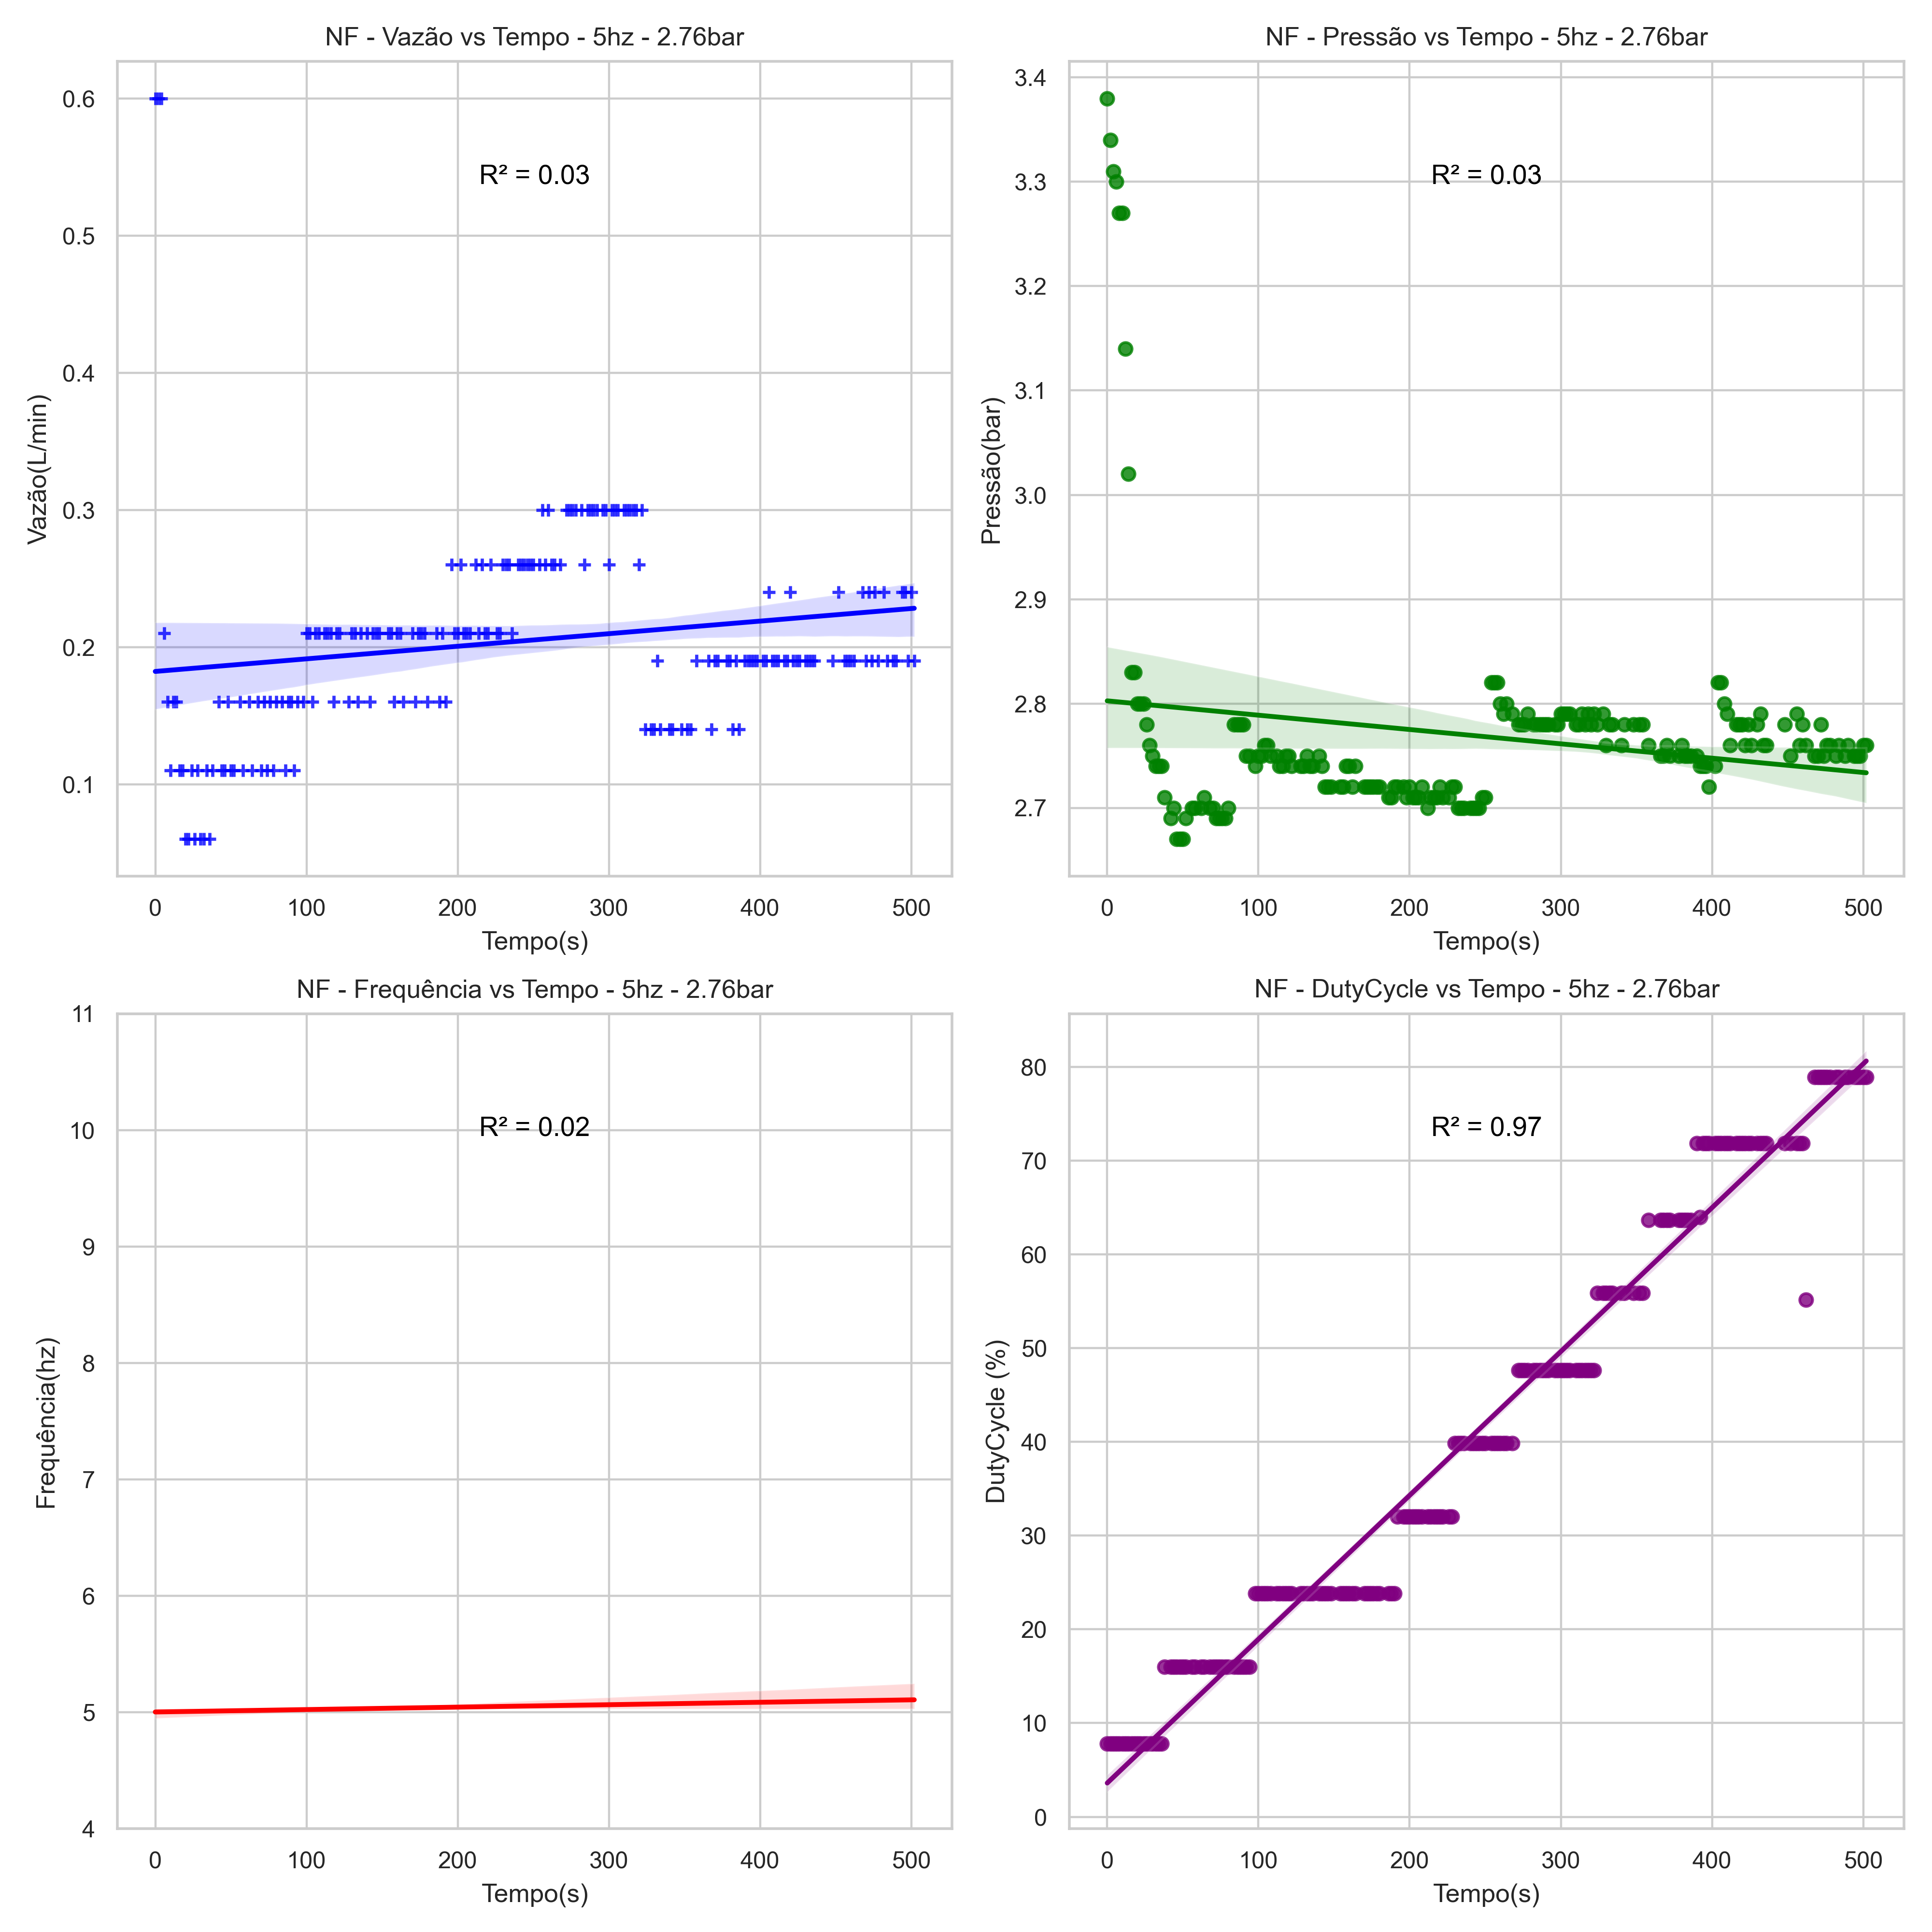 NF - Vazão vs Tempo - 5hz - 2.76bar
R² = 0.03
Vazão(L/min)
0.6
0.5
0.4
0.3
0.2
0.1
0 100 200 300 400 500
Tempo(s)
NF - Pressão vs Tempo - 5hz - 2.76bar
R² = 0.03
Pressão(bar)
3.4
3.3
3.2
3.1
3.0
2.9
2.8
2.7
0 100 200 300 400 500
Tempo(s)
NF - Frequência vs Tempo - 5hz - 2.76bar
R² = 0.02
Frequência(hz)
11
10
9
8
7
6
5
4
0 100 200 300 400 500
Tempo(s)
NF - DutyCycle vs Tempo - 5hz - 2.76bar
R² = 0.97
DutyCycle (%)
80
70
60
50
40
30
20
10
0
0 100 200 300 400 500
Tempo(s)